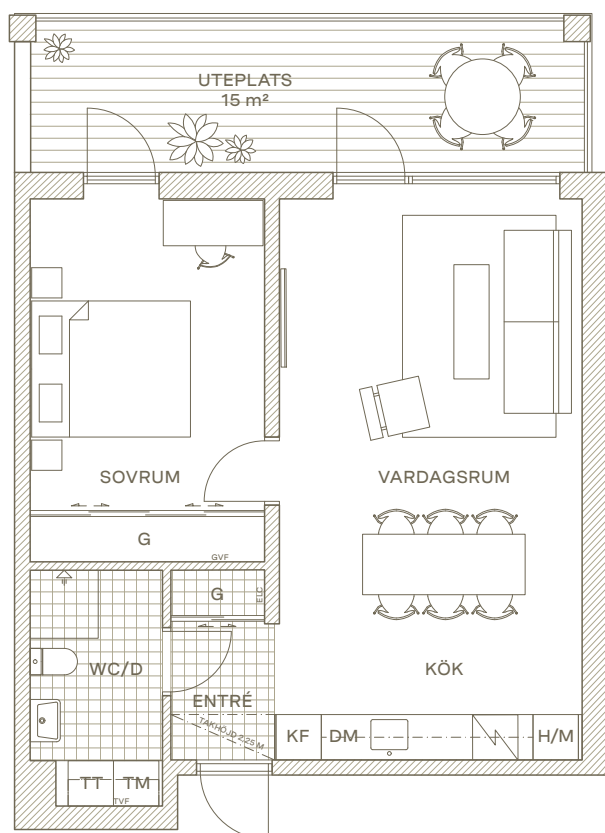 UTEPLATS
15 m²
SOVRUM
VARDAGSRUM
G
GVF
G
ELC
WC/D
ENTRÉ
KÖK
TAKHÖJD 2,25 M
KF
DM
H/M
TT
TM
TVF